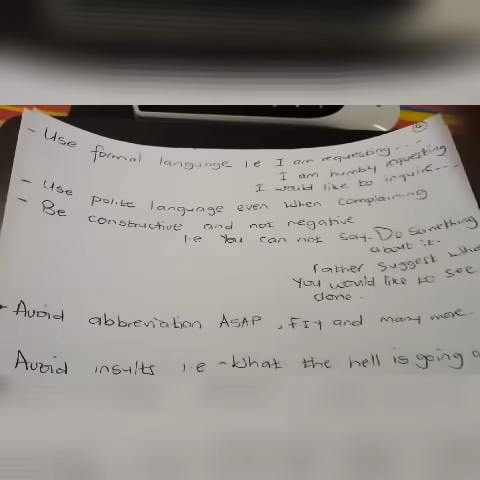 ④
- Use formal language i.e I am requesting---
I am humbly requesting
I would like to inquire---
- Use polite language even when complaining
- Be constructive and not negative
i.e You can not say-Do something
about it-
rather suggest
you would like to see
done.
- Avoid abbreviation ASAP, FIY and many more.
Avoid insults i.e - What the hell is going